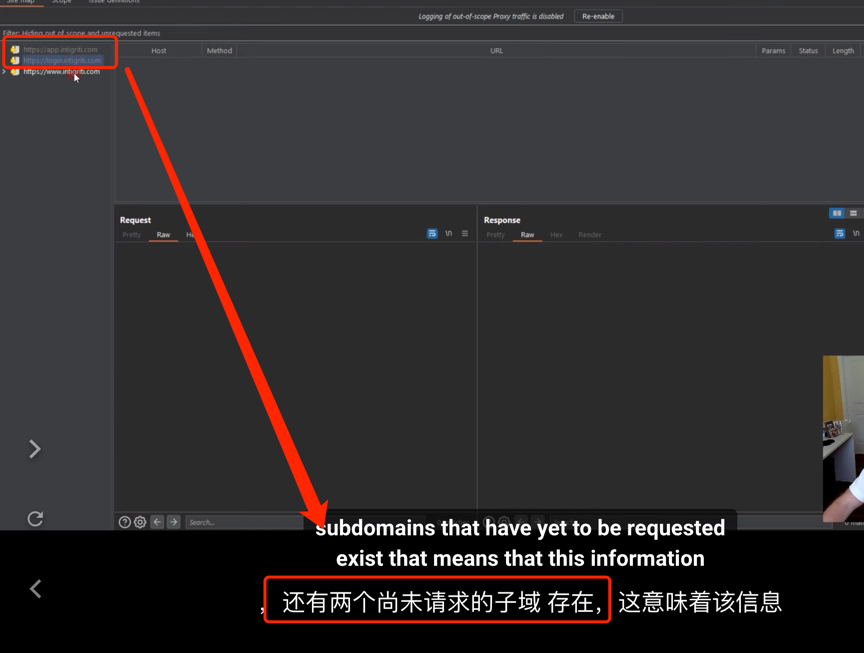 Site map Scope Issue definitions
Logging of out-of-scope Proxy traffic is disabled Re-enable
Filter: Hiding out of scope and unrequested items
https://app.intigriti.com
https://login.intigriti.com
https://www.intigriti.com
Host Method URL Params Status Length
Request
Pretty Raw \n
Response
Pretty Raw Hex Render \n
Search...
subdomains that have yet to be requested
exist that means that this information
, 还有两个尚未请求的子域 存在, 这意味着该信息